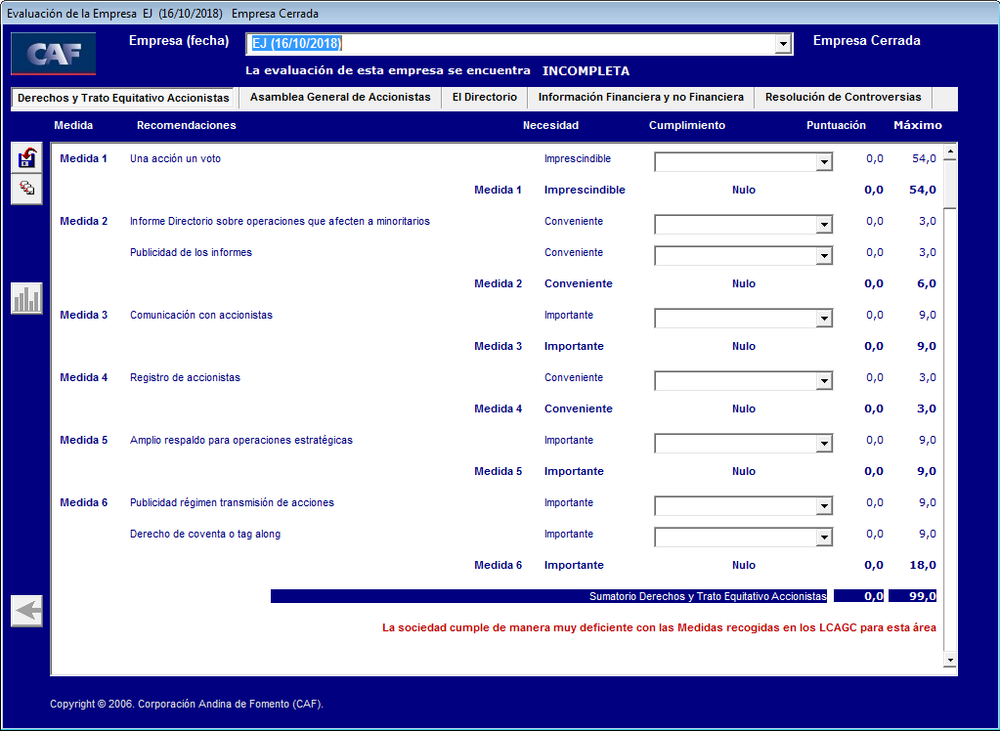 Evaluación de la Empresa EJ (16/10/2018) Empresa Cerrada
CAF
Empresa (fecha) EJ (16/10/2018) Empresa Cerrada
La evaluación de esta empresa se encuentra INCOMPLETA
Derechos y Trato Equitativo Accionistas Asamblea General de Accionistas El Directorio Información Financiera y no Financiera Resolución de Controversias
Medida Recomendaciones Necesidad Cumplimiento Puntuación Máximo
Medida 1 Una acción un voto Imprescindible 0,0 54,0
Medida 1 Imprescindible Nulo 0,0 54,0
Medida 2 Informe Directorio sobre operaciones que afecten a minoritarios Conveniente 0,0 3,0
Publicidad de los informes Conveniente 0,0 3,0
Medida 2 Conveniente Nulo 0,0 6,0
Medida 3 Comunicación con accionistas Importante 0,0 9,0
Medida 3 Importante Nulo 0,0 9,0
Medida 4 Registro de accionistas Conveniente 0,0 3,0
Medida 4 Conveniente Nulo 0,0 3,0
Medida 5 Amplio respaldo para operaciones estratégicas Importante 0,0 9,0
Medida 5 Importante Nulo 0,0 9,0
Medida 6 Publicidad régimen transmisión de acciones Importante 0,0 9,0
Derecho de coventa o tag along Importante 0,0 9,0
Medida 6 Importante Nulo 0,0 18,0
Sumatorio Derechos y Trato Equitativo Accionistas 0,0 99,0
La sociedad cumple de manera muy deficiente con las Medidas recogidas en los LCAGC para esta área
Copyright © 2006. Corporación Andina de Fomento (CAF).